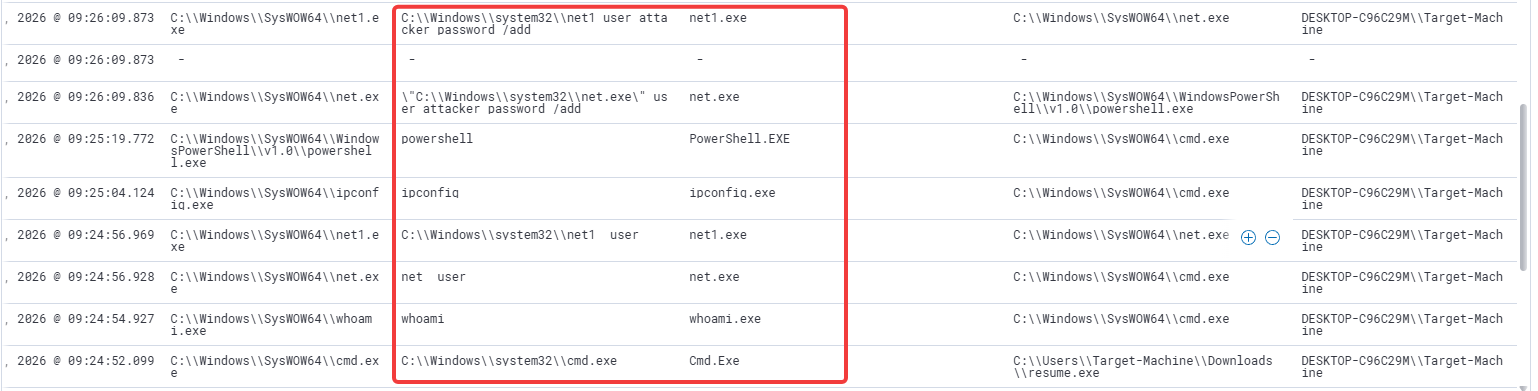 , 2026 @ 09:26:09.873 C:\\Windows\\SysWOW64\\net1.e C:\\Windows\\system32\\net1 user atta net1.exe C:\\Windows\\SysWOW64\\net.exe DESKTOP-C96C29M\\Target-Mach
xe cker password /add ine
, 2026 @ 09:26:09.873 - - - - -
, 2026 @ 09:26:09.836 C:\\Windows\\SysWOW64\\net.ex \"C:\\Windows\\system32\\net.exe\" us net.exe C:\\Windows\\SysWOW64\\WindowsPowerSh DESKTOP-C96C29M\\Target-Mach
e er attacker password /add ell\\v1.0\\powershell.exe ine
, 2026 @ 09:25:19.772 C:\\Windows\\SysWOW64\\Window powershell PowerShell.EXE C:\\Windows\\SysWOW64\\cmd.exe DESKTOP-C96C29M\\Target-Mach
sPowerShell\\v1.0\\powershel ine
l.exe
, 2026 @ 09:25:04.124 C:\\Windows\\SysWOW64\\ipconf ipconfig ipconfig.exe C:\\Windows\\SysWOW64\\cmd.exe DESKTOP-C96C29M\\Target-Mach
ig.exe ine
, 2026 @ 09:24:56.969 C:\\Windows\\SysWOW64\\net1.e C:\\Windows\\system32\\net1  user net1.exe C:\\Windows\\SysWOW64\\net.exe DESKTOP-C96C29M\\Target-Mach
xe ine
, 2026 @ 09:24:56.928 C:\\Windows\\SysWOW64\\net.ex net  user net.exe C:\\Windows\\SysWOW64\\cmd.exe DESKTOP-C96C29M\\Target-Mach
e ine
, 2026 @ 09:24:54.927 C:\\Windows\\SysWOW64\\whoam whoami whoami.exe C:\\Windows\\SysWOW64\\cmd.exe DESKTOP-C96C29M\\Target-Mach
i.exe ine
, 2026 @ 09:24:52.099 C:\\Windows\\SysWOW64\\cmd.ex C:\\Windows\\system32\\cmd.exe Cmd.Exe C:\\Users\\Target-Machine\\Downloads DESKTOP-C96C29M\\Target-Mach
e \\resume.exe ine